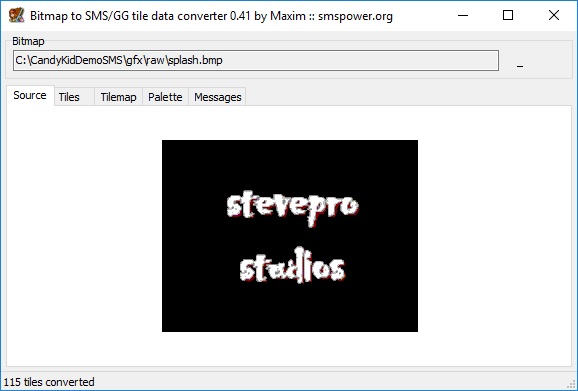 Bitmap to SMS/GG tile data converter 0.41 by Maxim :: smspower.org
Bitmap
C:\CandyKidDemoSMS\gfx\raw\splash.bmp
Source Tiles Tilemap Palette Messages
stevepro
studios
115 tiles converted